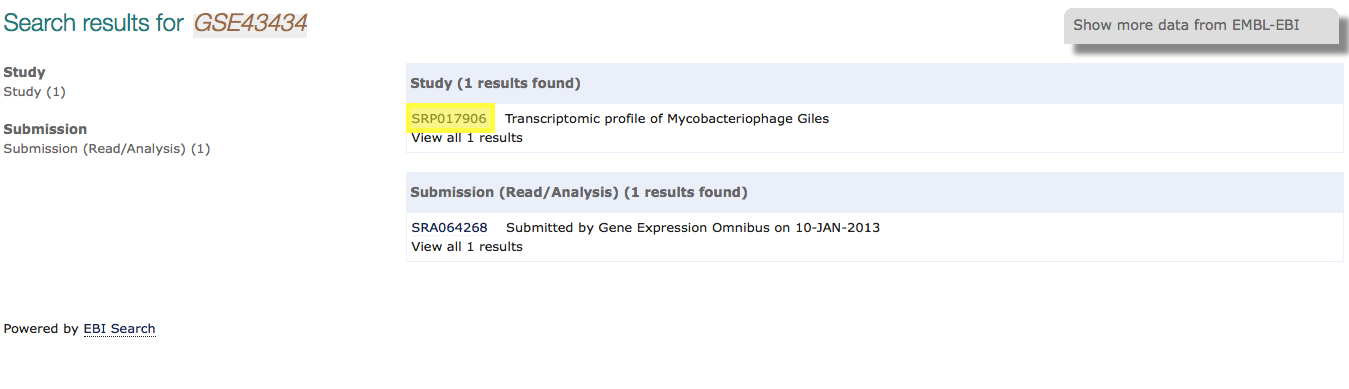 Search results for GSE43434
Show more data from EMBL-EBI
Study
Study (1)
Submission
Submission (Read/Analysis) (1)
Study (1 results found)
SRP017906 Transcriptomic profile of Mycobacteriophage Giles
View all 1 results
Submission (Read/Analysis) (1 results found)
SRA064268 Submitted by Gene Expression Omnibus on 10-JAN-2013
View all 1 results
Powered by EBI Search